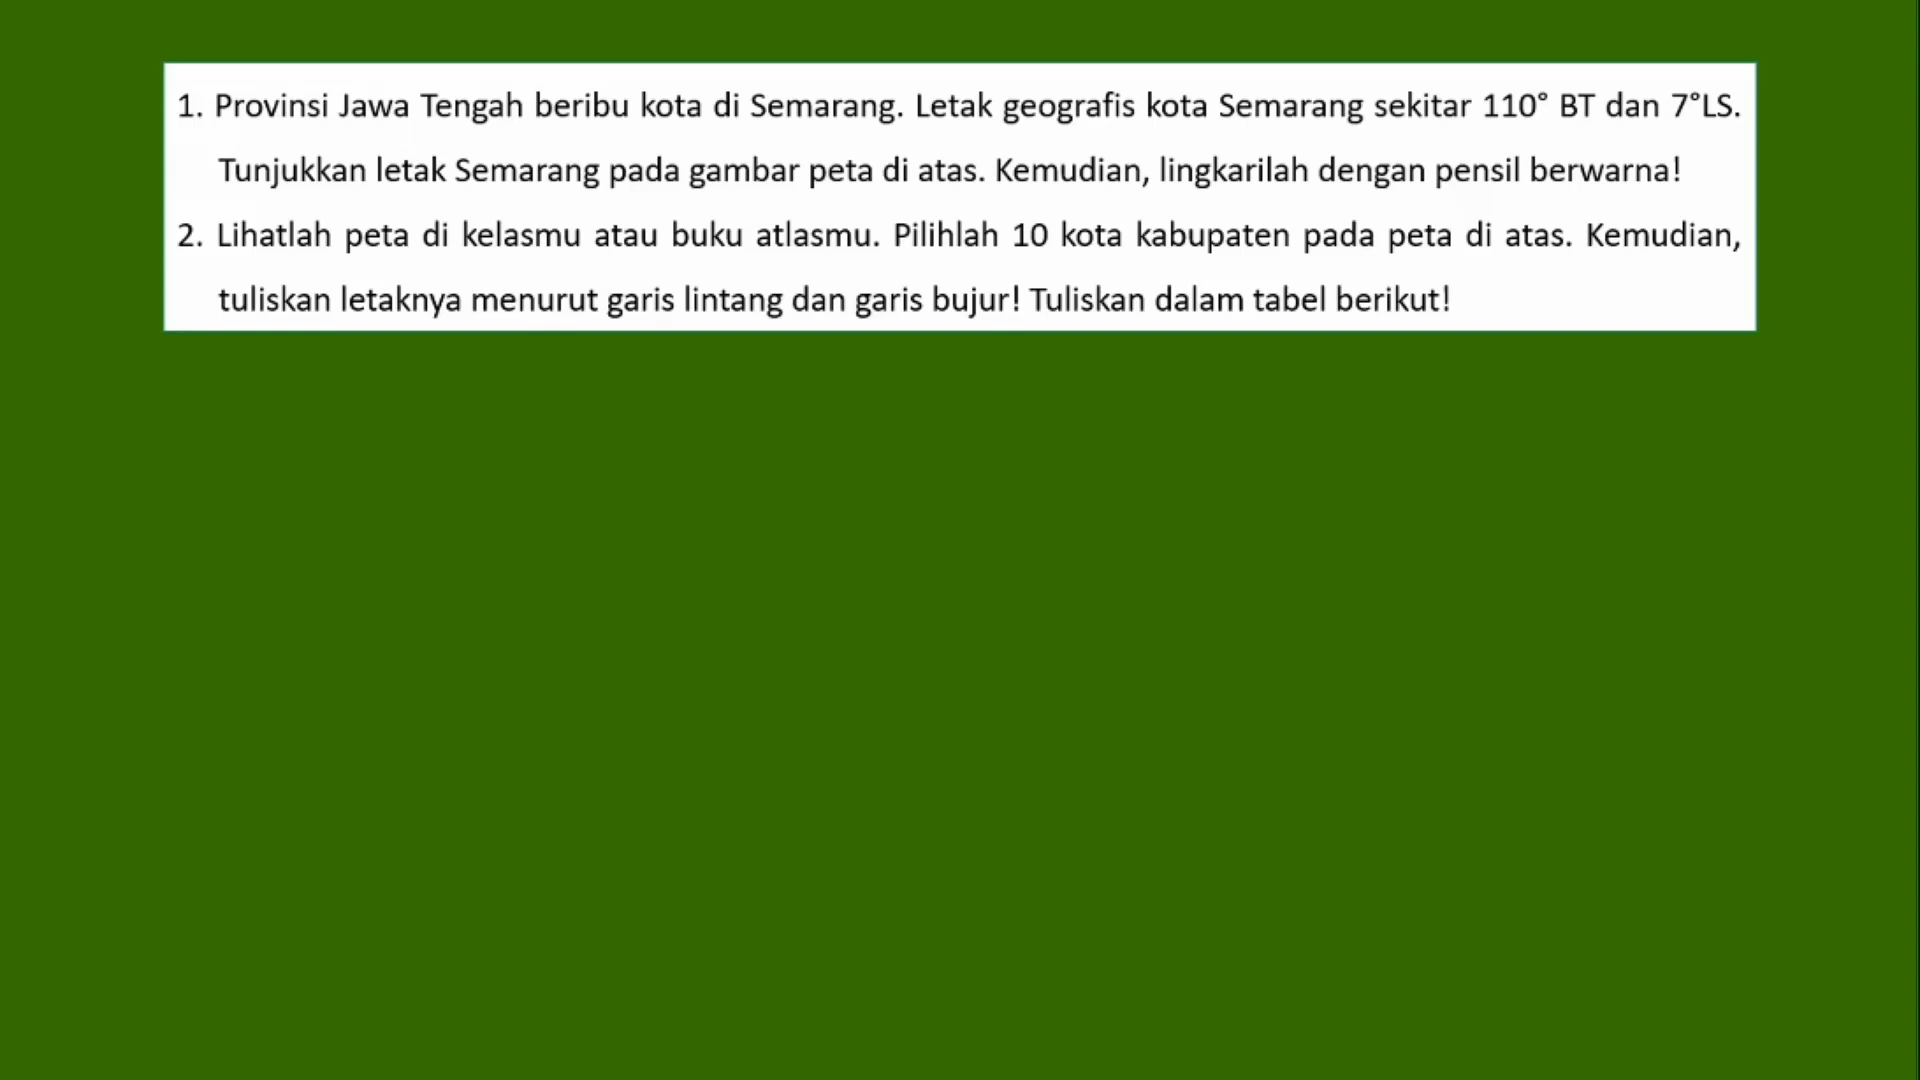 1. Provinsi Jawa Tengah beribu kota di Semarang. Letak geografis kota Semarang sekitar 110° BT dan 7°LS.
Tunjukkan letak Semarang pada gambar peta di atas. Kemudian, lingkarilah dengan pensil berwarna!
2. Lihatlah peta di kelasmu atau buku atlasmu. Pilihlah 10 kota kabupaten pada peta di atas. Kemudian,
tuliskan letaknya menurut garis lintang dan garis bujur! Tuliskan dalam tabel berikut!